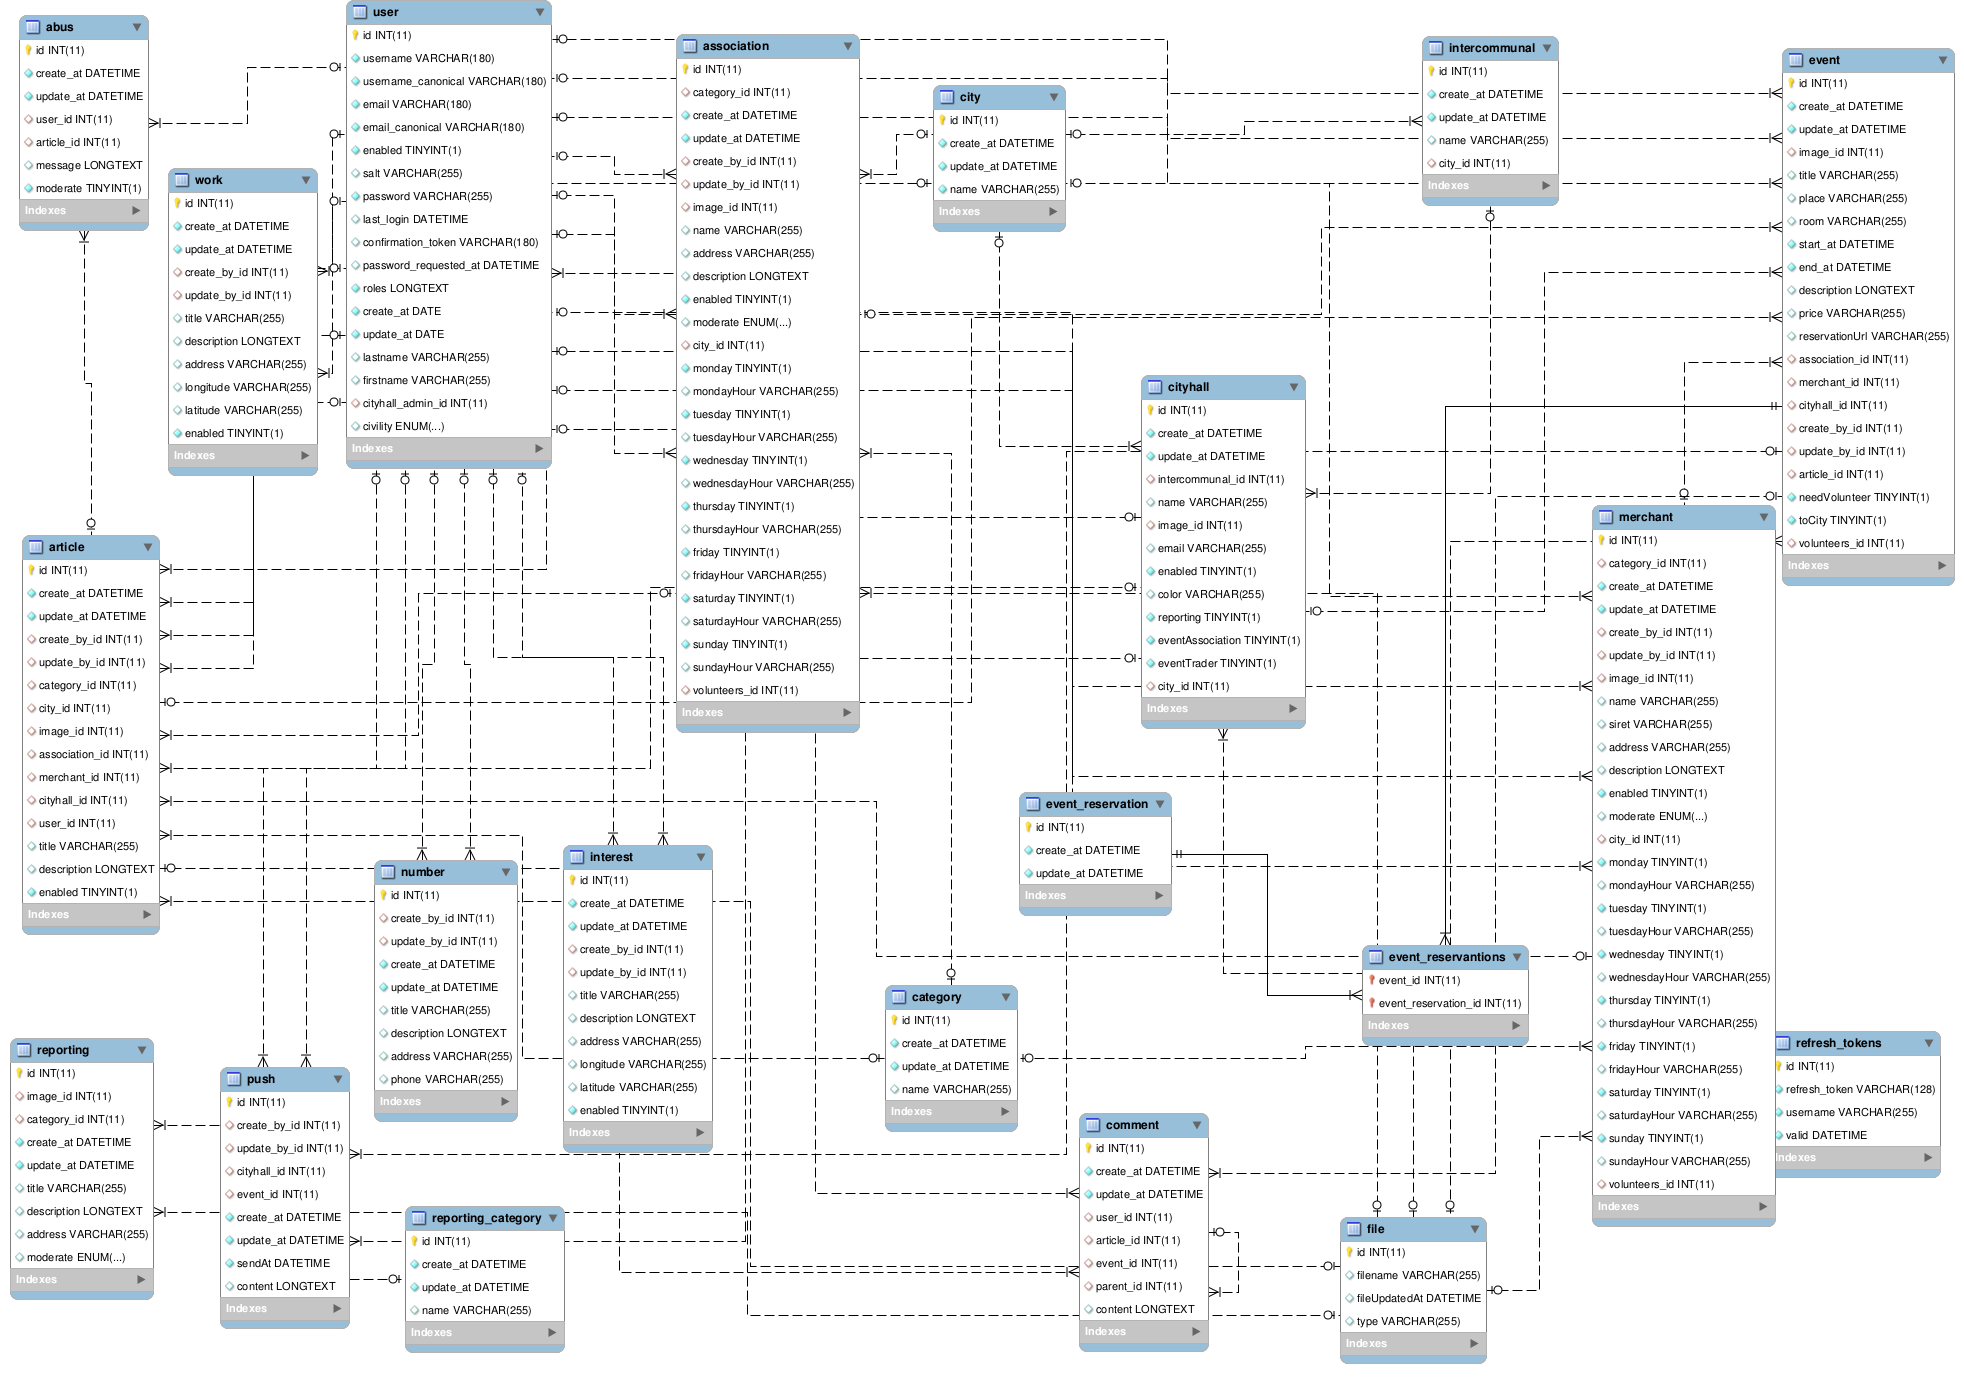 abus
id INT(11)
create_at DATETIME
update_at DATETIME
user_id INT(11)
article_id INT(11)
message LONGTEXT
moderate TINYINT(1)
Indexes
work
id INT(11)
create_at DATETIME
update_at DATETIME
create_by_id INT(11)
update_by_id INT(11)
title VARCHAR(255)
description LONGTEXT
address VARCHAR(255)
longitude VARCHAR(255)
latitude VARCHAR(255)
enabled TINYINT(1)
Indexes
user
id INT(11)
username VARCHAR(180)
username_canonical VARCHAR(180)
email VARCHAR(180)
email_canonical VARCHAR(180)
enabled TINYINT(1)
salt VARCHAR(255)
password VARCHAR(255)
last_login DATETIME
confirmation_token VARCHAR(180)
password_requested_at DATETIME
roles LONGTEXT
create_at DATE
update_at DATE
lastname VARCHAR(255)
firstname VARCHAR(255)
cityhall_admin_id INT(11)
civility ENUM(...)
Indexes
association
id INT(11)
category_id INT(11)
create_at DATETIME
update_at DATETIME
create_by_id INT(11)
update_by_id INT(11)
image_id INT(11)
name VARCHAR(255)
address VARCHAR(255)
description LONGTEXT
enabled TINYINT(1)
moderate ENUM(...)
city_id INT(11)
monday TINYINT(1)
mondayHour VARCHAR(255)
tuesday TINYINT(1)
tuesdayHour VARCHAR(255)
wednesday TINYINT(1)
wednesdayHour VARCHAR(255)
thursday TINYINT(1)
thursdayHour VARCHAR(255)
friday TINYINT(1)
fridayHour VARCHAR(255)
saturday TINYINT(1)
saturdayHour VARCHAR(255)
sunday TINYINT(1)
sundayHour VARCHAR(255)
volunteers_id INT(11)
Indexes
city
id INT(11)
create_at DATETIME
update_at DATETIME
name VARCHAR(255)
Indexes
intercommunal
id INT(11)
create_at DATETIME
update_at DATETIME
name VARCHAR(255)
city_id INT(11)
Indexes
event
id INT(11)
create_at DATETIME
update_at DATETIME
image_id INT(11)
title VARCHAR(255)
place VARCHAR(255)
room VARCHAR(255)
start_at DATETIME
end_at DATETIME
description LONGTEXT
price VARCHAR(255)
reservationUrl VARCHAR(255)
association_id INT(11)
merchant_id INT(11)
cityhall_id INT(11)
create_by_id INT(11)
update_by_id INT(11)
article_id INT(11)
needVolunteer TINYINT(1)
toCity TINYINT(1)
volunteers_id INT(11)
Indexes
cityhall
id INT(11)
create_at DATETIME
update_at DATETIME
intercommunal_id INT(11)
name VARCHAR(255)
image_id INT(11)
email VARCHAR(255)
enabled TINYINT(1)
color VARCHAR(255)
reporting TINYINT(1)
eventAssociation TINYINT(1)
eventTrader TINYINT(1)
city_id INT(11)
Indexes
merchant
id INT(11)
category_id INT(11)
create_at DATETIME
update_at DATETIME
create_by_id INT(11)
update_by_id INT(11)
image_id INT(11)
name VARCHAR(255)
siret VARCHAR(255)
address VARCHAR(255)
description LONGTEXT
enabled TINYINT(1)
moderate ENUM(...)
city_id INT(11)
monday TINYINT(1)
mondayHour VARCHAR(255)
tuesday TINYINT(1)
tuesdayHour VARCHAR(255)
wednesday TINYINT(1)
wednesdayHour VARCHAR(255)
thursday TINYINT(1)
thursdayHour VARCHAR(255)
friday TINYINT(1)
fridayHour VARCHAR(255)
saturday TINYINT(1)
saturdayHour VARCHAR(255)
sunday TINYINT(1)
sundayHour VARCHAR(255)
volunteers_id INT(11)
Indexes
article
id INT(11)
create_at DATETIME
update_at DATETIME
create_by_id INT(11)
update_by_id INT(11)
category_id INT(11)
city_id INT(11)
image_id INT(11)
association_id INT(11)
merchant_id INT(11)
cityhall_id INT(11)
user_id INT(11)
title VARCHAR(255)
description LONGTEXT
enabled TINYINT(1)
Indexes
number
id INT(11)
create_by_id INT(11)
update_by_id INT(11)
create_at DATETIME
update_at DATETIME
title VARCHAR(255)
description LONGTEXT
address VARCHAR(255)
phone VARCHAR(255)
Indexes
interest
id INT(11)
create_at DATETIME
update_at DATETIME
create_by_id INT(11)
update_by_id INT(11)
title VARCHAR(255)
description LONGTEXT
address VARCHAR(255)
longitude VARCHAR(255)
latitude VARCHAR(255)
enabled TINYINT(1)
Indexes
event_reservation
id INT(11)
create_at DATETIME
update_at DATETIME
Indexes
event_reservantions
event_id INT(11)
event_reservation_id INT(11)
Indexes
category
id INT(11)
create_at DATETIME
update_at DATETIME
name VARCHAR(255)
Indexes
refresh_tokens
id INT(11)
refresh_token VARCHAR(128)
username VARCHAR(255)
valid DATETIME
Indexes
reporting
id INT(11)
image_id INT(11)
category_id INT(11)
create_at DATETIME
update_at DATETIME
title VARCHAR(255)
description LONGTEXT
address VARCHAR(255)
moderate ENUM(...)
Indexes
push
id INT(11)
create_by_id INT(11)
update_by_id INT(11)
cityhall_id INT(11)
event_id INT(11)
create_at DATETIME
update_at DATETIME
sendAt DATETIME
content LONGTEXT
Indexes
reporting_category
id INT(11)
create_at DATETIME
update_at DATETIME
name VARCHAR(255)
Indexes
comment
id INT(11)
create_at DATETIME
update_at DATETIME
user_id INT(11)
article_id INT(11)
event_id INT(11)
parent_id INT(11)
content LONGTEXT
Indexes
file
id INT(11)
filename VARCHAR(255)
fileUpdatedAt DATETIME
type VARCHAR(255)
Indexes